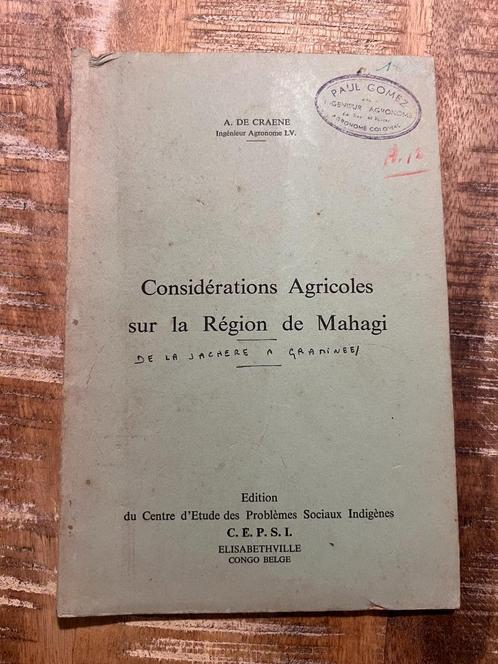 1
PAUL GOMEZ
INGENIEUR AGRONOME
AGRONOME COLONIAL
A. 12
A. DE CRAENE
Ingénieur Agronome I.V.
Considérations Agricoles
sur la Région de Mahagi
DE LA JACHERE A GRAMINEES
Edition
du Centre d'Etude des Problèmes Sociaux Indigènes
C. E. P. S. I.
ELISABETHVILLE
CONGO BELGE